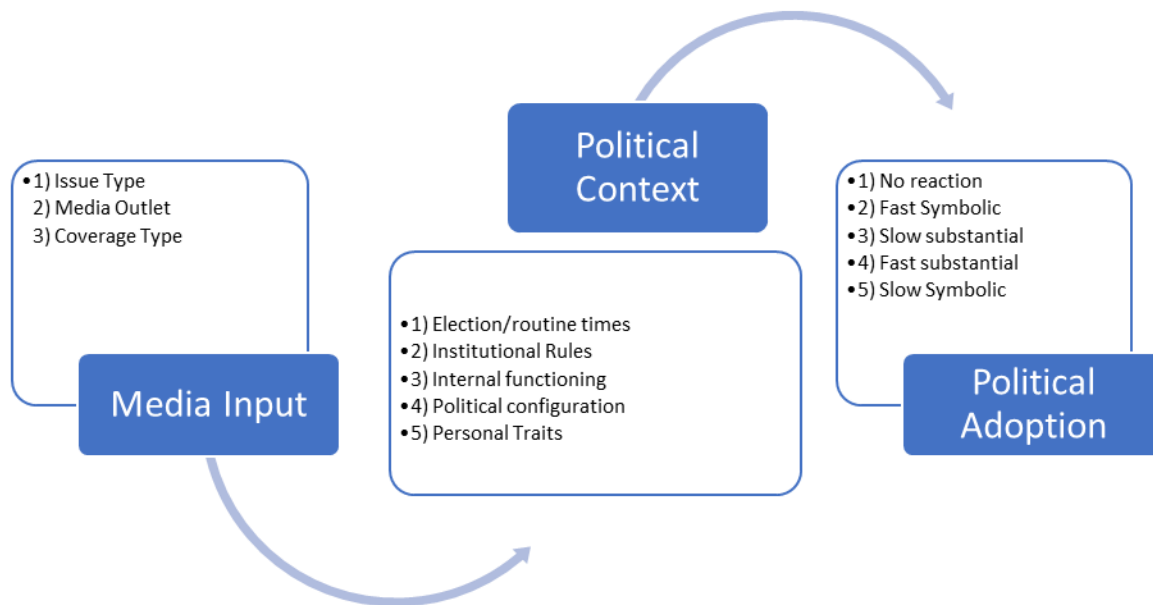 •1) Issue Type
2) Media Outlet
3) Coverage Type
Media Input
Political
Context
•1) Election/routine times
•2) Institutional Rules
•3) Internal functioning
•4) Political configuration
•5) Personal Traits
•1) No reaction
•2) Fast Symbolic
•3) Slow substantial
•4) Fast substantial
•5) Slow Symbolic
Political
Adoption